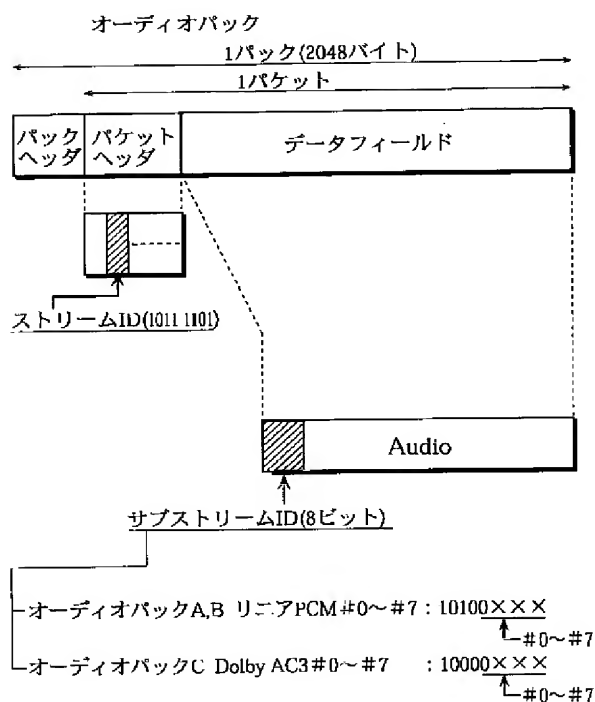 オーディオパック
1パック(2048バイト)
1パケット
パック
ヘッダ
パケット
ヘッダ
データフィールド
ストリームID(1011 1101)
Audio
サブストリームID(8ビット)
オーディオパックA,B リニアPCM#0~#7:10100×××
#0~#7
オーディオパックC Dolby AC3#0~#7 :10000×××
#0~#7